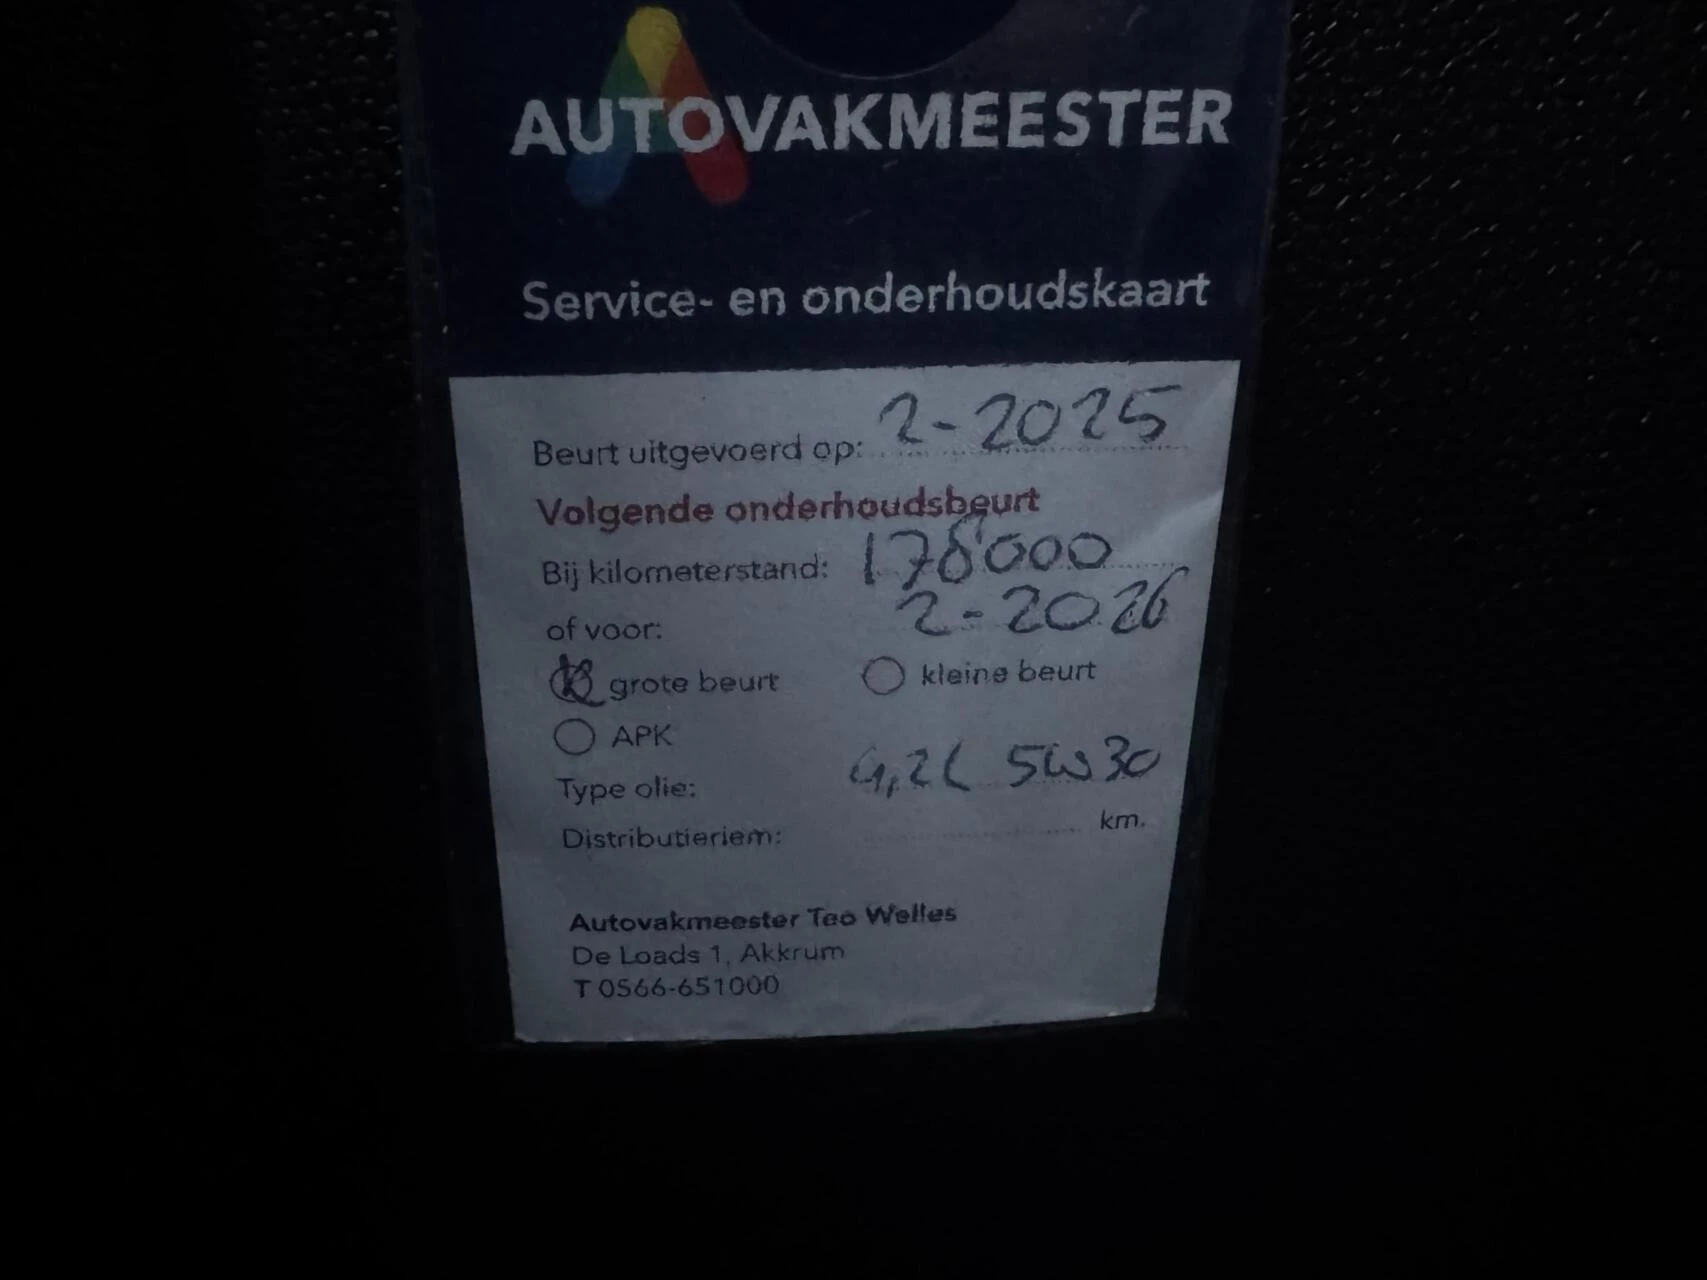 AUTOVAKMEESTER
Service- en onderhoudskaart
Beurt uitgevoerd op: 2-2025
Volgende onderhoudsbeurt
Bij kilometerstand: 178000
of voor: 2-2026
grote beurt kleine beurt
APK
Type olie: 4,2L 5W30
Distributieriem: km.
Autovakmeester Teo Welles
De Loads 1, Akkrum
T 0566-651000